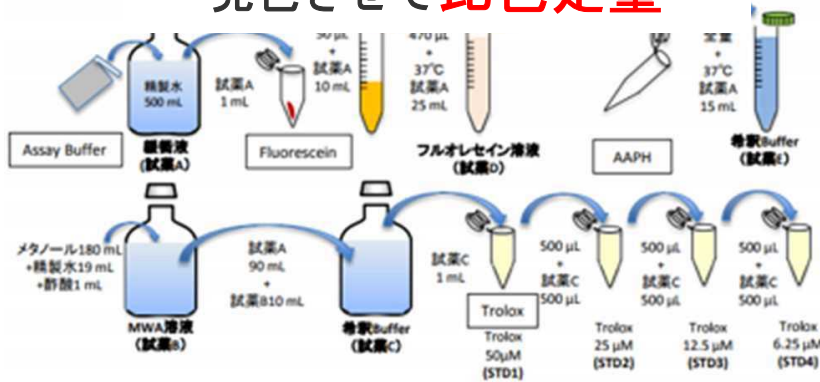 発色させて比色定量
精製水
500 mL
試薬A
1 mL
+
試薬A
10 mL
470 µL
+
37℃
試薬A
25 mL
全量
+
37℃
試薬A
15 mL
Assay Buffer
緩衝液
(試薬A)
Fluorescein
フルオレセイン溶液
(試薬D)
AAPH
希釈Buffer
(試薬E)
メタノール180 mL
+精製水19 mL
+酢酸1 mL
試薬A
90 mL
+
試薬B10 mL
試薬C
1 mL
500 µL
+
試薬C
500 µL
500 µL
+
試薬C
500 µL
500 µL
+
試薬C
500 µL
MWA溶液
(試薬B)
希釈Buffer
(試薬C)
Trolox
Trolox
50µM
(STD1)
Trolox
25 µM
(STD2)
Trolox
12.5 µM
(STD3)
Trolox
6.25 µM
(STD4)